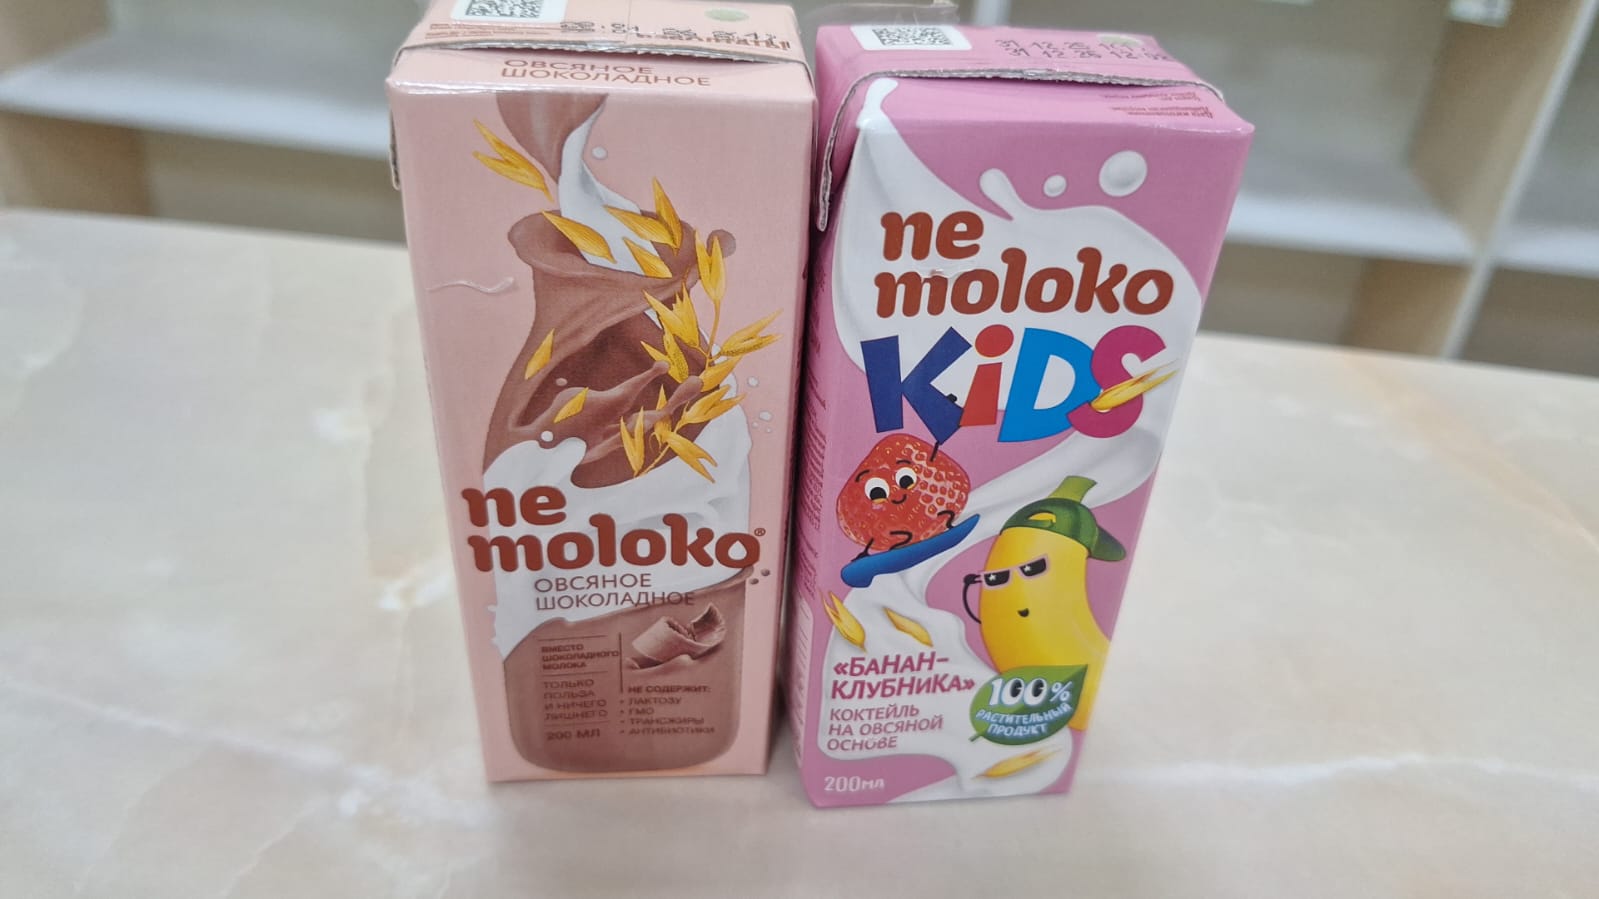 ОВСЯНОЕ
ШОКОЛАДНОЕ
ne
moloko®
ОВСЯНОЕ
ШОКОЛАДНОЕ
ВМЕСТО
ШОКОЛАДНОГО
МОЛОКА
ТОЛЬКО
ПОЛЬЗА
И НИЧЕГО
ЛИШНЕГО
200 МЛ
НЕ СОДЕРЖИТ:
• ЛАКТОЗУ
• ГМО
• ТРАНСЖИРЫ
• АНТИБИОТИКИ
ne
moloko
KiDS
«БАНАН-
КЛУБНИКА»
КОКТЕЙЛЬ
НА ОВСЯНОЙ
ОСНОВЕ
200мл
100%
РАСТИТЕЛЬНЫЙ
ПРОДУКТ